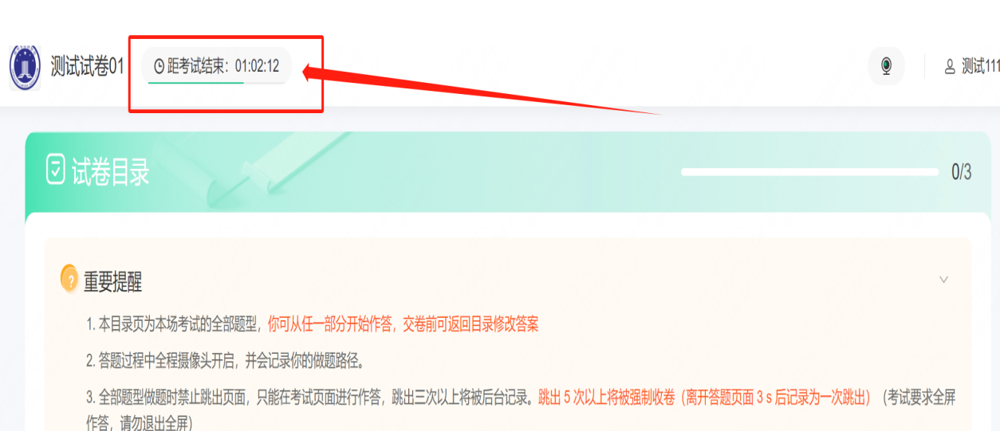 测试试卷01
距考试结束：01:02:12
测试111
试卷目录
0/3
重要提醒
1. 本目录页为本场考试的全部题型，你可从任一部分开始作答，交卷前可返回目录修改答案
2. 答题过程中全程摄像头开启，并会记录你的做题路径。
3. 全部题型做题时禁止跳出页面，只能在考试页面进行作答，跳出三次以上将被后台记录。跳出 5 次以上将被强制收卷（离开答题页面 3 s 后记录为一次跳出）（考试要求全屏
作答，请勿退出全屏）